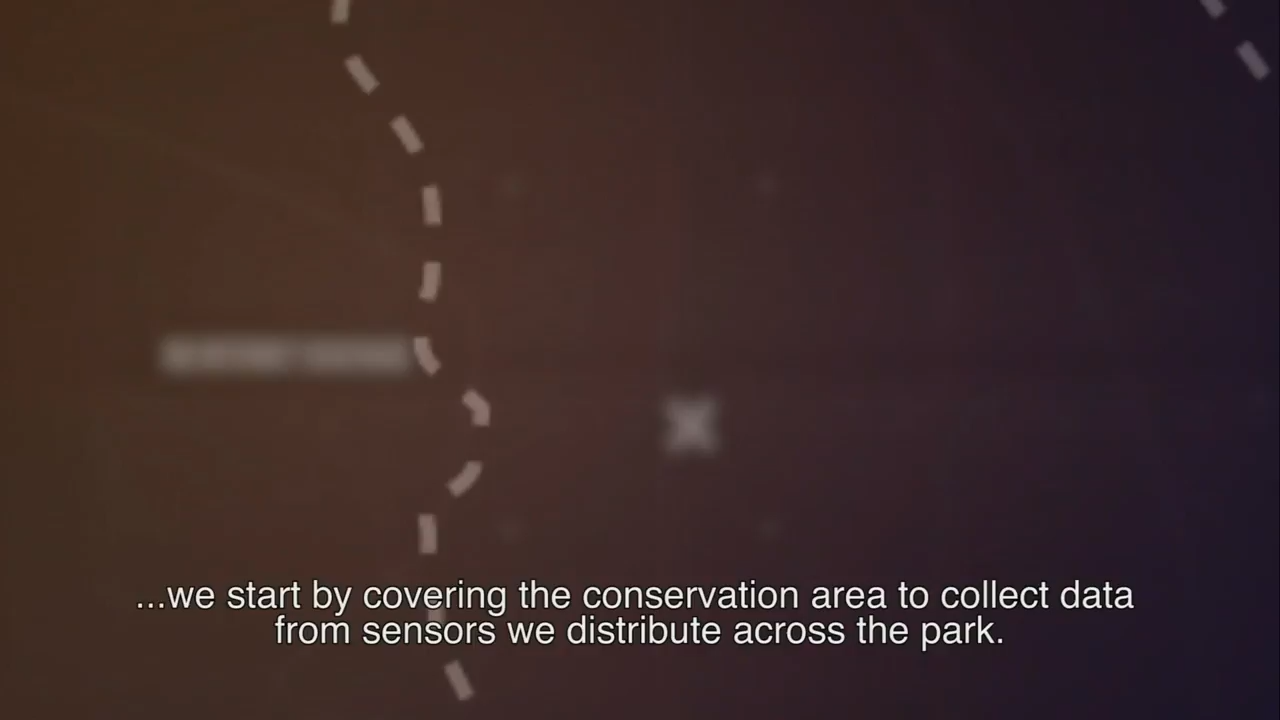 ...we start by covering the conservation area to collect data
from sensors we distribute across the park.